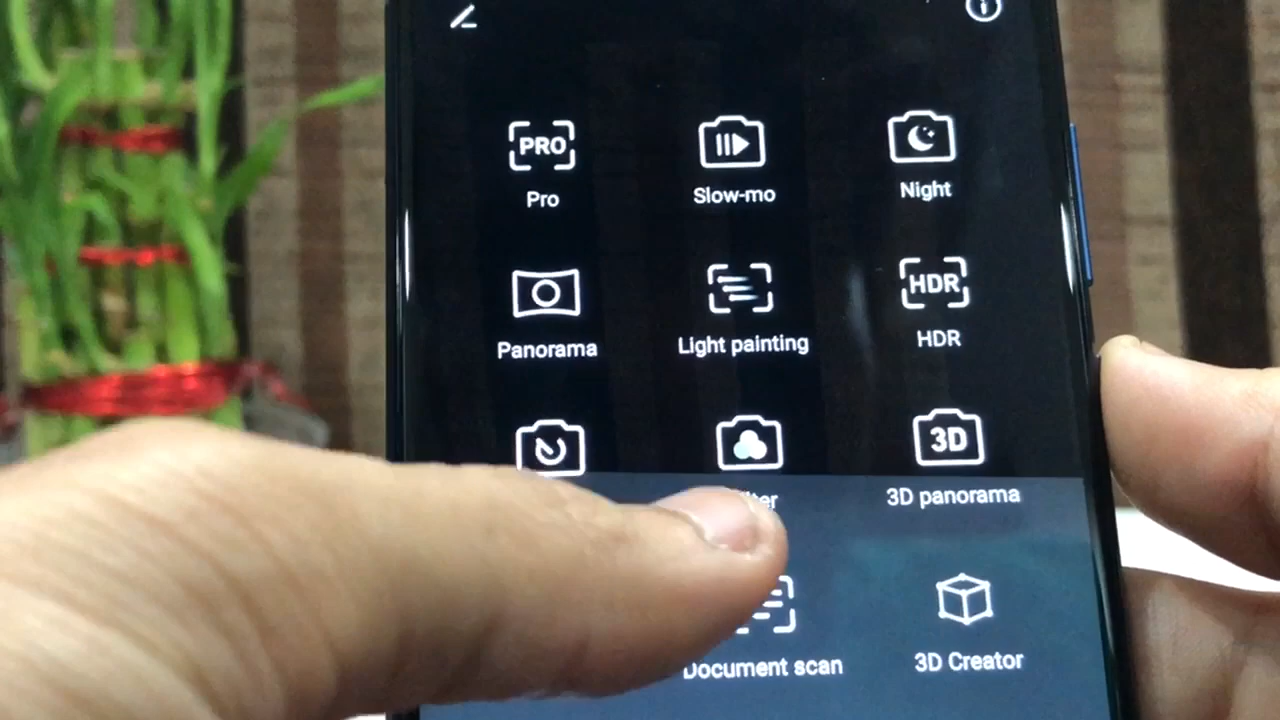 PRO
HDR
3D
Pro
Slow-mo
Night
Panorama
Light painting
HDR
3D panorama
Document scan
3D Creator